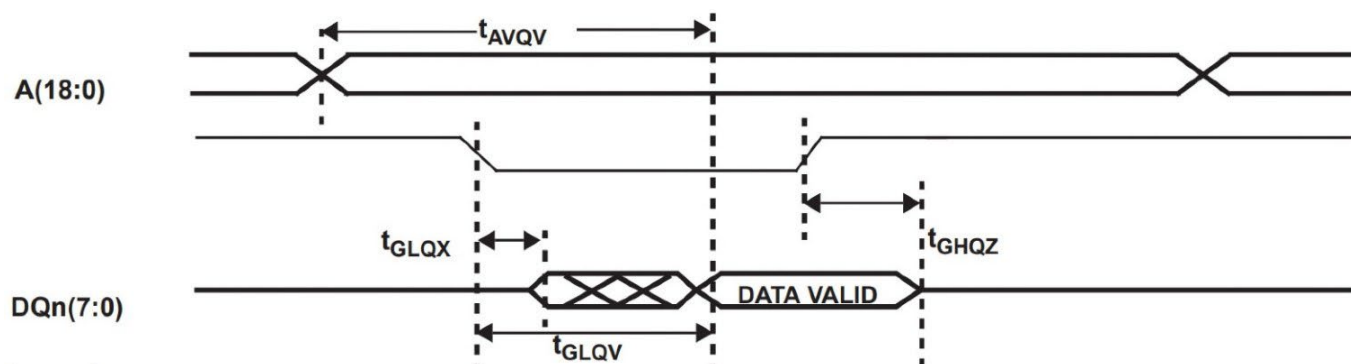 tAVQV
A(18:0)
tGLQX
tGHQZ
DQn(7:0)
DATA VALID
tGLQV